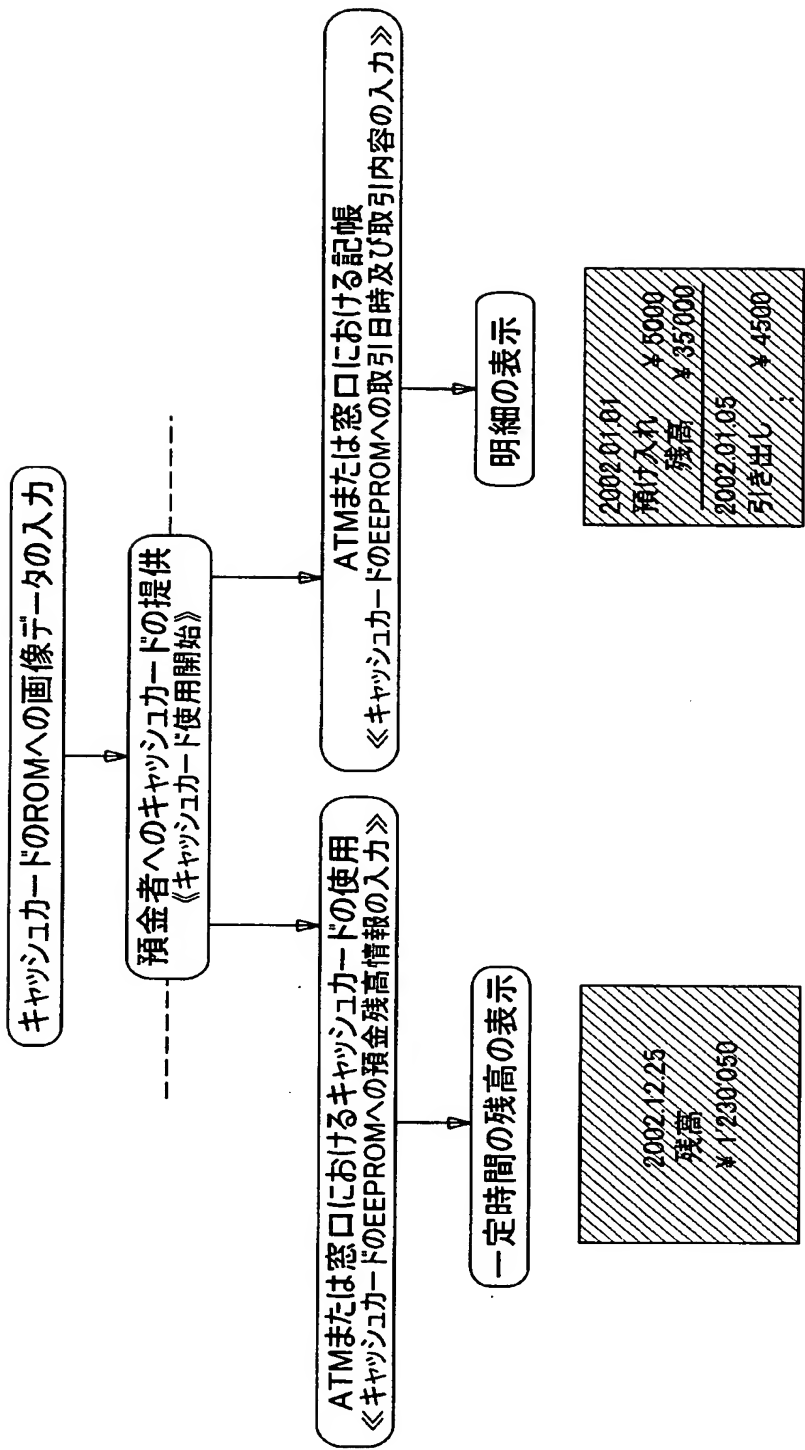 キャッシュカードのROMへの画像データの入力
預金者へのキャッシュカードの提供
《キャッシュカード使用開始》
ATMまたは窓口におけるキャッシュカードの使用
《キャッシュカードのEEPROMへの預金残高情報の入力》
一定時間の残高の表示
2002.12.25
残高
¥1'230'050
ATMまたは窓口における記帳
《キャッシュカードのEEPROMへの取引日時及び取引内容の入力》
明細の表示
2002.01.01
預け入れ ¥5000
残高 ¥35'000
2002.01.05
引き出し ; ¥4500